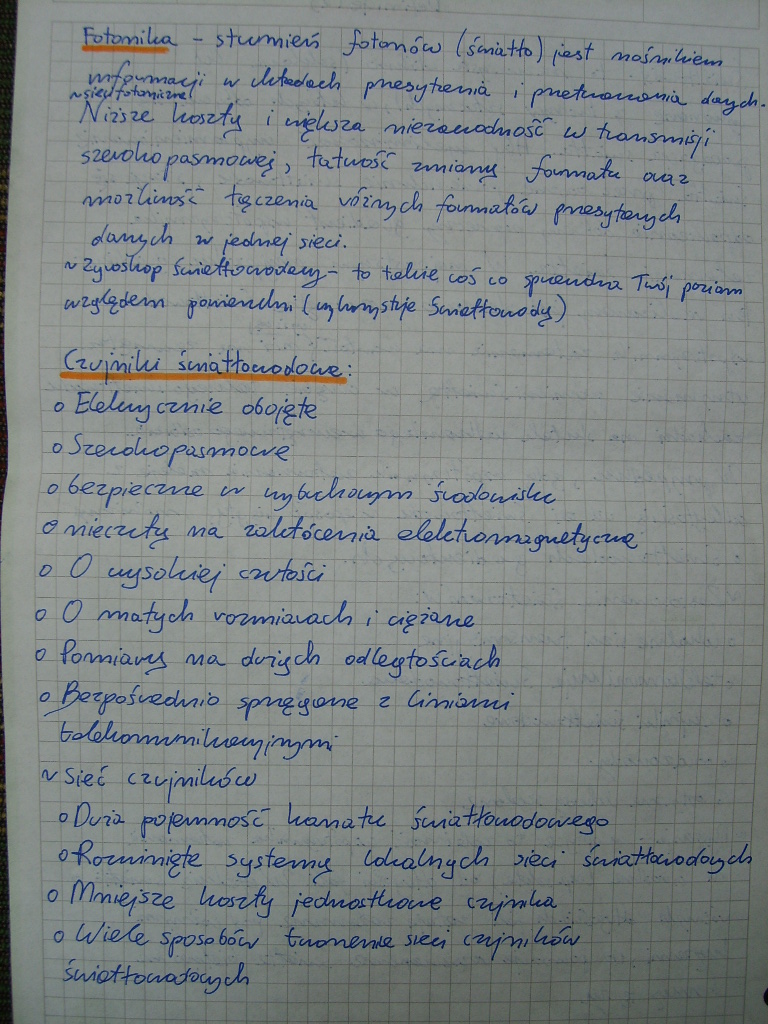 Fotonika - strumień fotonów (światło) jest nośnikiem
informacji w układach przesyłania i przetwarzania danych.
~sieci fotoniczne
Niższe koszty i większa niezawodność w transmisji
szerokopasmowej, łatwość zmiany formatu oraz
możliwość łączenia różnych formatów przesyłanych
danych w jednej sieci.
~ Żyroskop światłowodowy - to takie coś co sprawdza Twój poziom
względem powierzchni (wykorzystuje światłowody)
Czujniki światłowodowe:
o Elektrycznie obojęte
o Szerokopasmowe
o bezpieczne w wybuchowym środowisku
o nieczuły na zakłócenia elektromagnetyczne
o O wysokiej czułości
o O małych rozmiarach i ciężarze
o Pomiary na dużych odległościach
o Bezpośrednio sprzęgane z liniami
telekomunikacyjnymi
~ Sieć czujników
o Duża pojemność kanału światłowodowego
o Rozwinięte systemy lokalnych sieci światłowodowych
o Mniejsze koszty jednostkowe czujnika
o Wiele sposobów tworzenia sieci czujników
światłowodowych